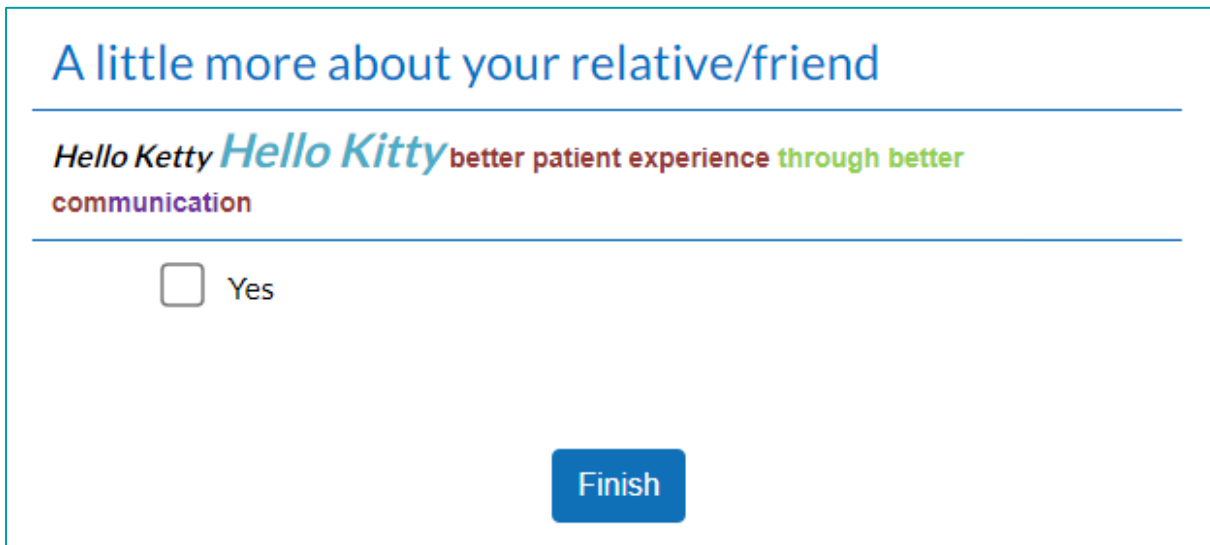 A little more about your relative/friend
Hello Ketty Hello Kitty better patient experience through better
communication
Yes
Finish